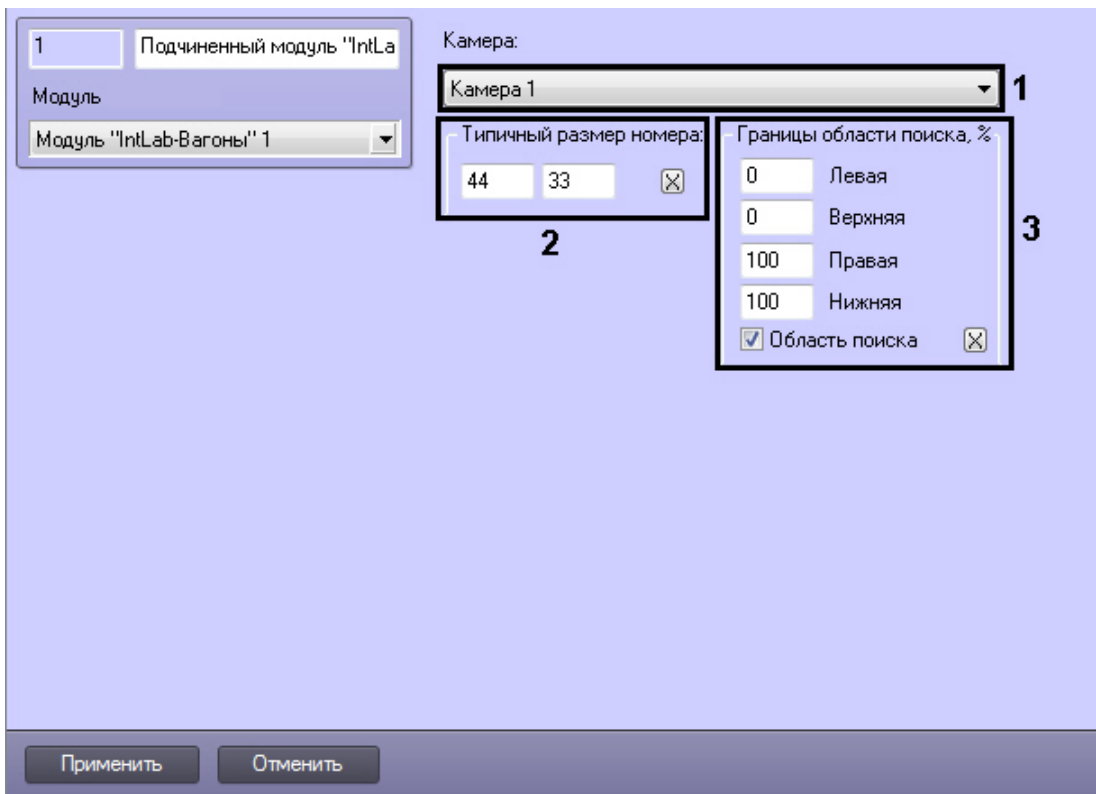 1
Подчиненный модуль "IntLa
Модуль
Модуль "IntLab-Вагоны" 1
Камера:
Камера 1
1
Типичный размер номера:
44 33
2
Границы области поиска, %
0 Левая
0 Верхняя
100 Правая
100 Нижняя
Область поиска
3
Применить Отменить